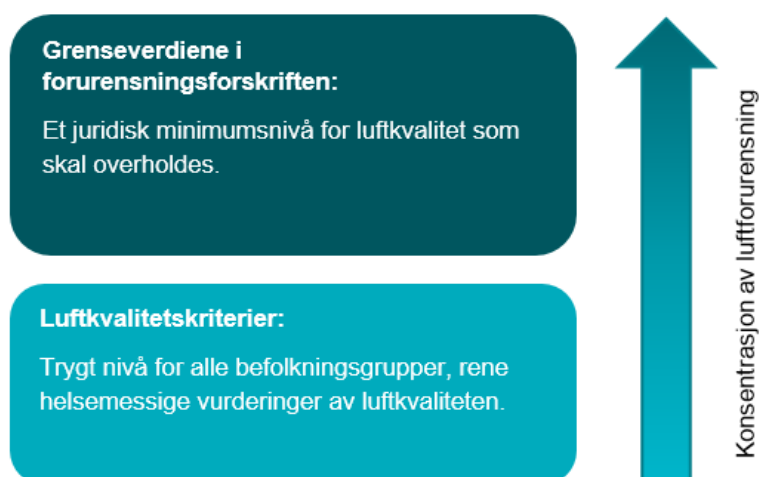 Grenseverdiene i
forurensningsforskriften:
Et juridisk minimumsnivå for luftkvalitet som
skal overholdes.
Luftkvalitetskriterier:
Trygt nivå for alle befolkningsgrupper, rene
helsemessige vurderinger av luftkvaliteten.
Konsentrasjon av luftforurensning